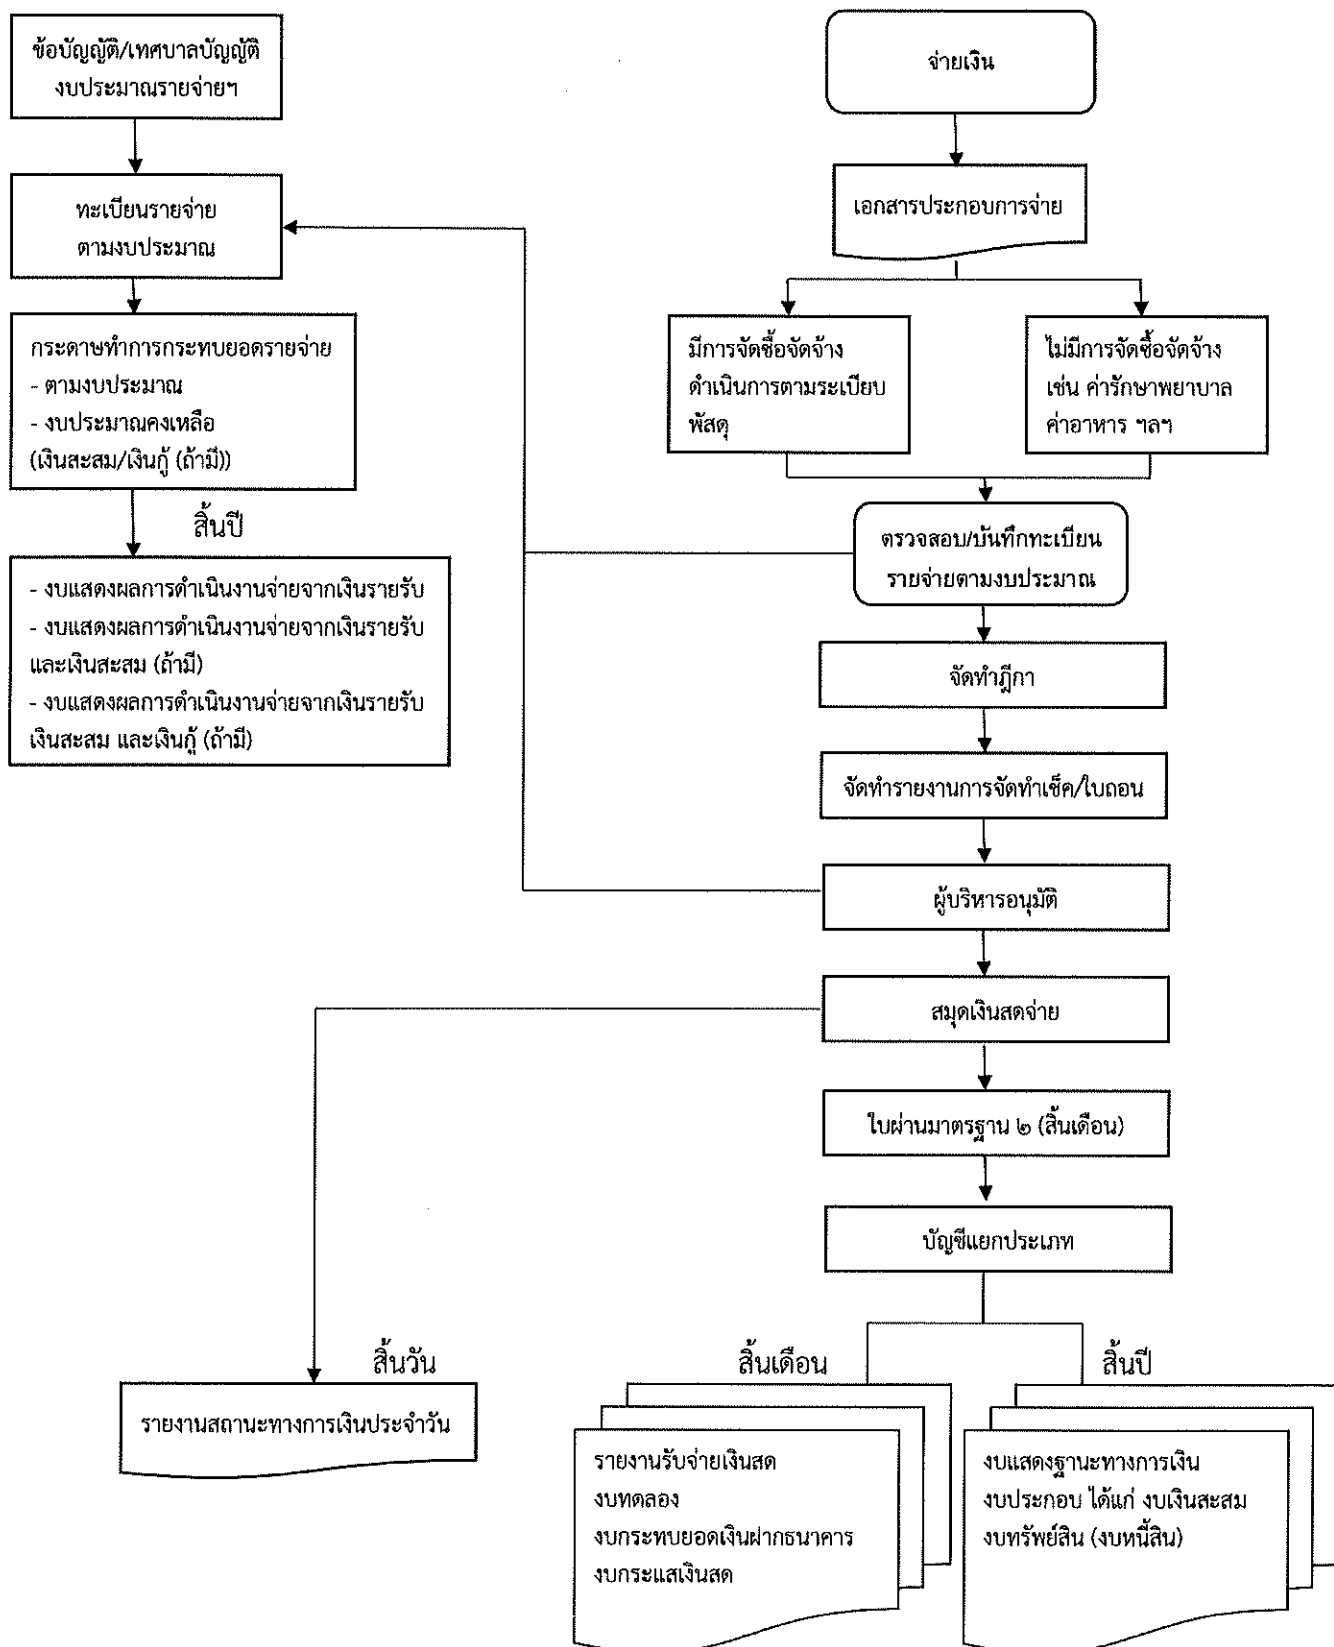 ข้อบัญญัติ/เทศบาลบัญญัติ
งบประมาณรายจ่ายฯ
ทะเบียนรายจ่าย
ตามงบประมาณ
กระดาษทำการกระทบยอดรายจ่าย
- ตามงบประมาณ
- งบประมาณคงเหลือ
(เงินสะสม/เงินกู้ (ถ้ามี))
สิ้นปี
- งบแสดงผลการดำเนินงานจ่ายจากเงินรายรับ
- งบแสดงผลการดำเนินงานจ่ายจากเงินรายรับ
และเงินสะสม (ถ้ามี)
- งบแสดงผลการดำเนินงานจ่ายจากเงินรายรับ
เงินสะสม และเงินกู้ (ถ้ามี)
จ่ายเงิน
เอกสารประกอบการจ่าย
มีการจัดซื้อจัดจ้าง
ดำเนินการตามระเบียบ
พัสดุ
ไม่มีการจัดซื้อจัดจ้าง
เช่น ค่ารักษาพยาบาล
ค่าอาหาร ฯลฯ
ตรวจสอบ/บันทึกทะเบียน
รายจ่ายตามงบประมาณ
จัดทำฎีกา
จัดทำรายงานการจัดทำเช็ค/ใบถอน
ผู้บริหารอนุมัติ
สมุดเงินสดจ่าย
ใบผ่านมาตรฐาน ๒ (สิ้นเดือน)
บัญชีแยกประเภท
สิ้นวัน
รายงานสถานะทางการเงินประจำวัน
สิ้นเดือน
รายงานรับจ่ายเงินสด
งบทดลอง
งบกระทบยอดเงินฝากธนาคาร
งบกระแสเงินสด
สิ้นปี
งบแสดงฐานะทางการเงิน
งบประกอบ ได้แก่ งบเงินสะสม
งบทรัพย์สิน (งบหนี้สิน)